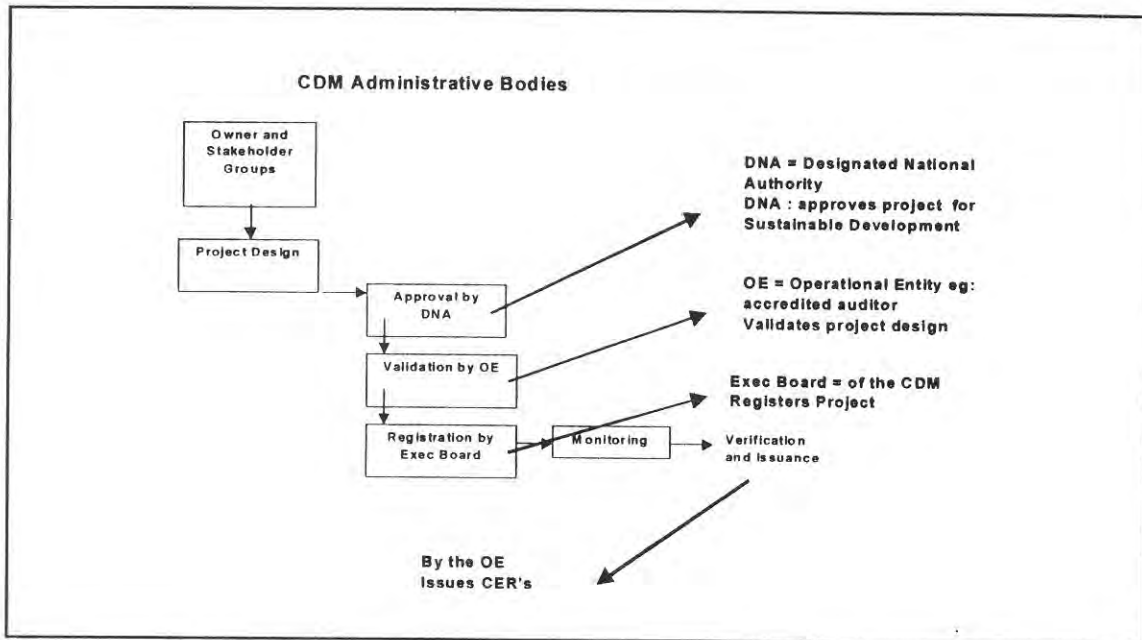 CDM Administrative Bodies
Owner and
Stakeholder
Groups
Project Design
Approval by
DNA
Validation by OE
Registration by
Exec Board
Monitoring
Verification
and Issuance
DNA = Designated National
Authority
DNA : approves project for
Sustainable Development
OE = Operational Entity eg:
accredited auditor
Validates project design
Exec Board = of the CDM
Registers Project
By the OE
Issues CER's